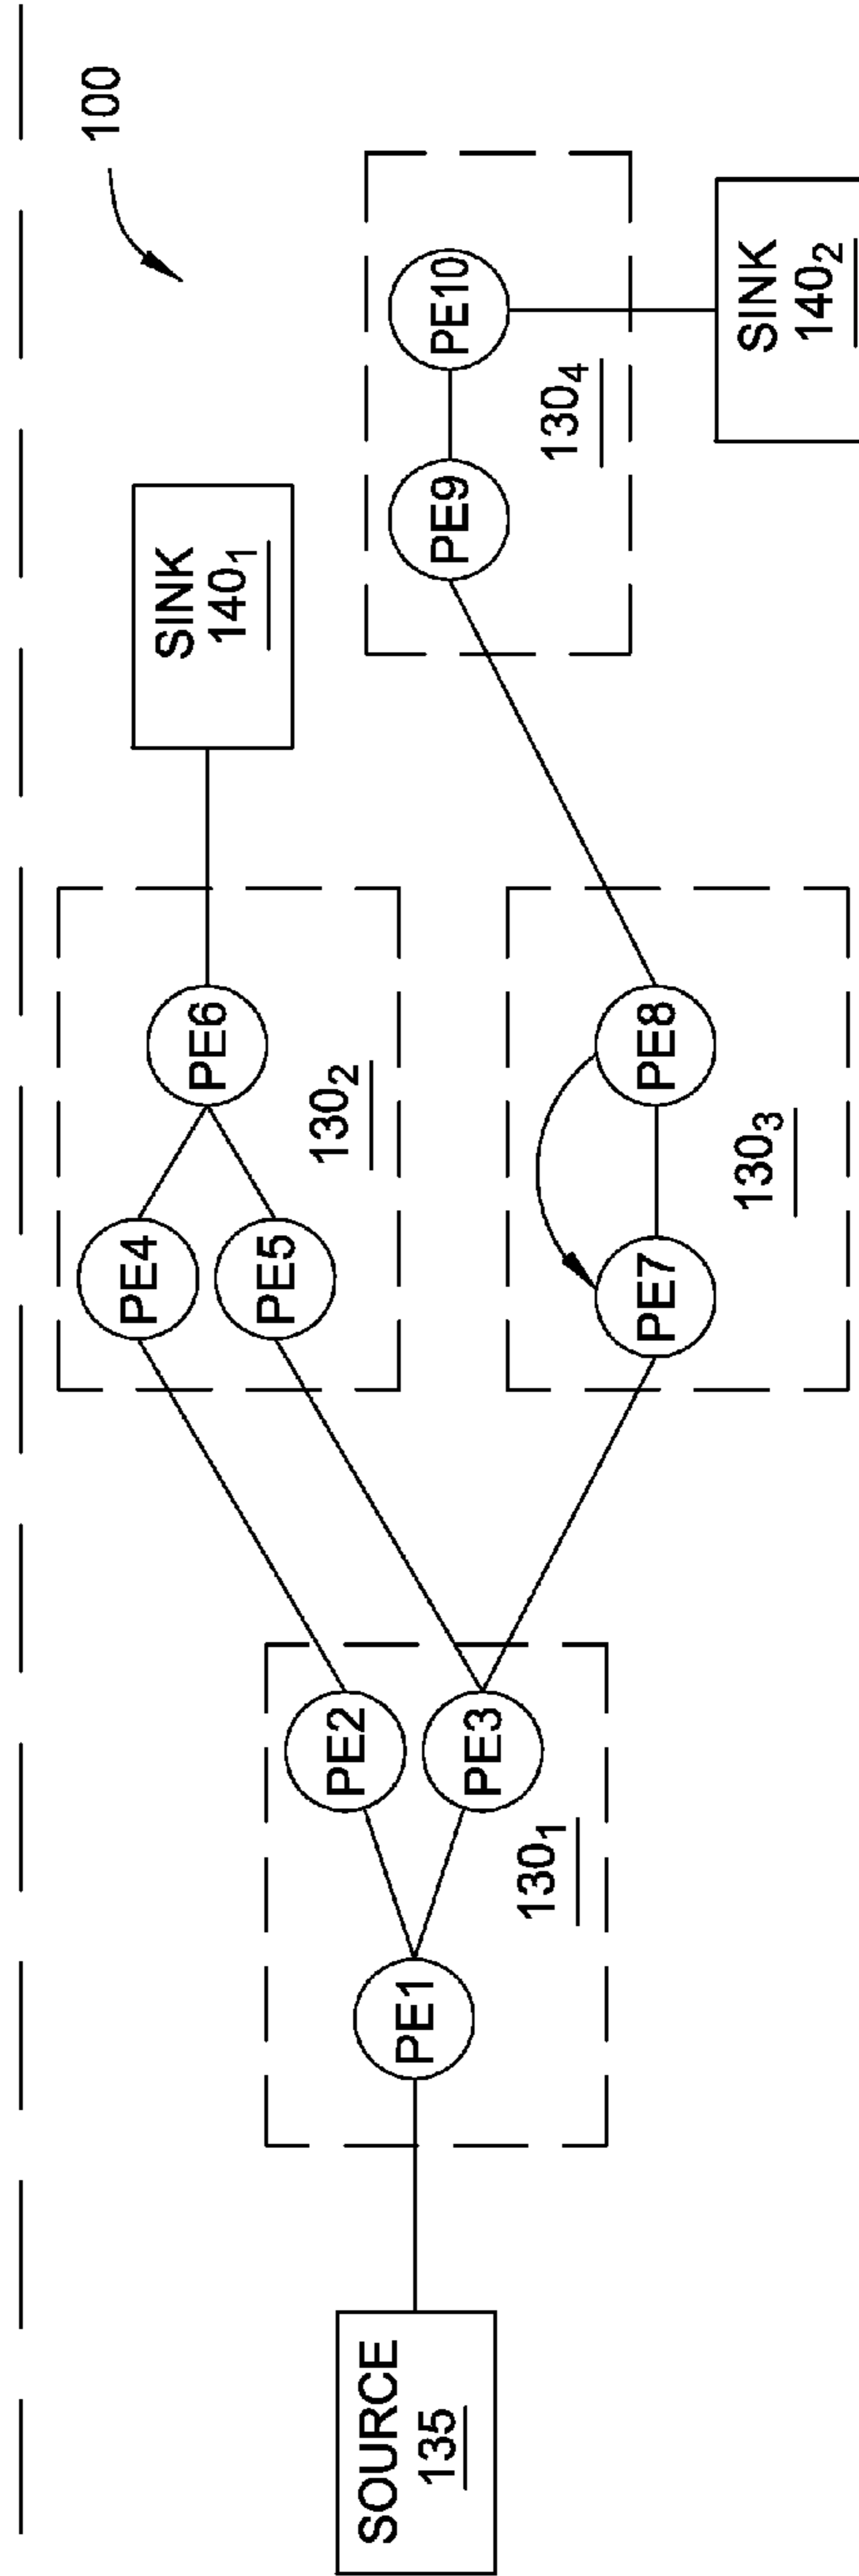 100
SOURCE
135
PE1
PE2
PE3
130₁
PE4
PE5
PE6
130₂
SINK
140₁
PE7
PE8
130₃
PE9
PE10
130₄
SINK
140₂